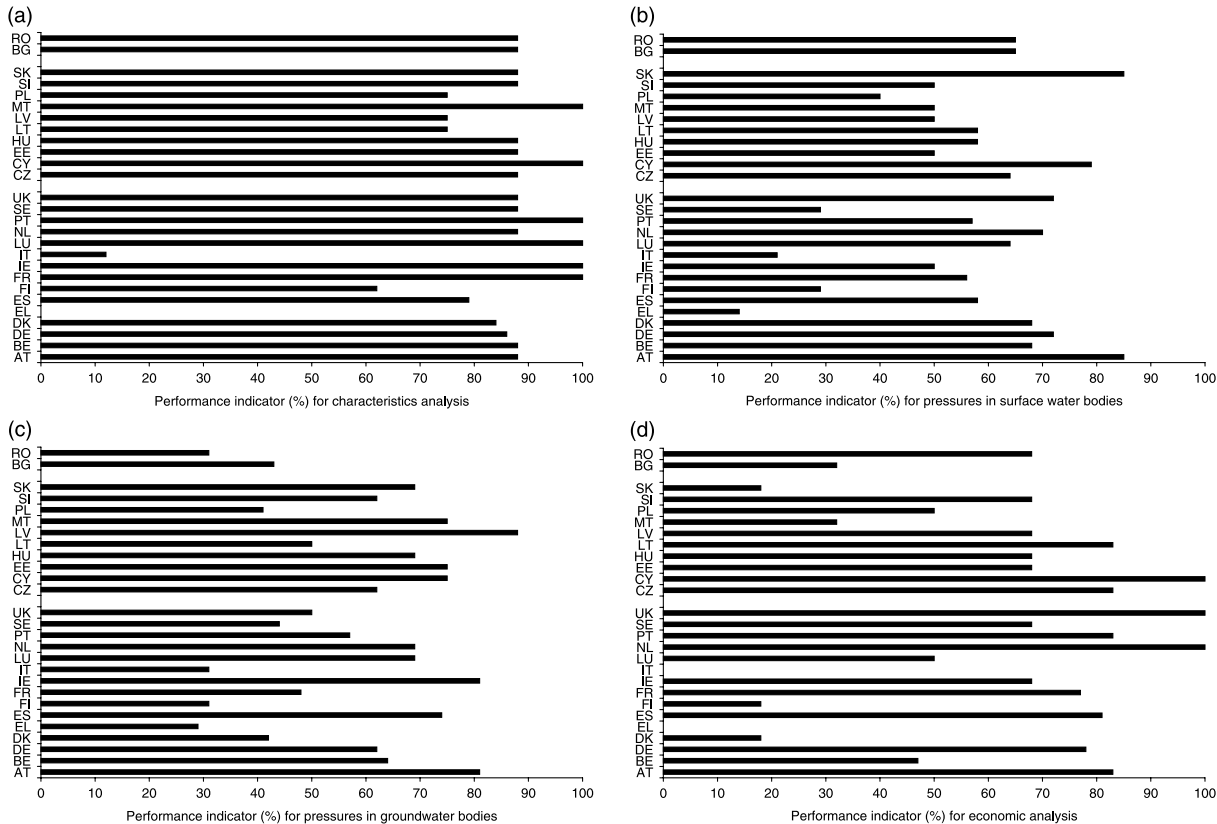 (a)
RO
BG
SK
SI
PL
MT
LV
LT
HU
EE
CY
CZ
UK
SE
PT
NL
LU
IT
IE
FR
FI
ES
EL
DK
DE
BE
AT
0 10 20 30 40 50 60 70 80 90 100
Performance indicator (%) for characteristics analysis
(b)
RO
BG
SK
SI
PL
MT
LV
LT
HU
EE
CY
CZ
UK
SE
PT
NL
LU
IT
IE
FR
FI
ES
EL
DK
DE
BE
AT
0 10 20 30 40 50 60 70 80 90 100
Performance indicator (%) for pressures in surface water bodies
(c)
RO
BG
SK
SI
PL
MT
LV
LT
HU
EE
CY
CZ
UK
SE
PT
NL
LU
IT
IE
FR
FI
ES
EL
DK
DE
BE
AT
0 10 20 30 40 50 60 70 80 90 100
Performance indicator (%) for pressures in groundwater bodies
(d)
RO
BG
SK
SI
PL
MT
LV
LT
HU
EE
CY
CZ
UK
SE
PT
NL
LU
IT
IE
FR
FI
ES
EL
DK
DE
BE
AT
0 10 20 30 40 50 60 70 80 90 100
Performance indicator (%) for economic analysis